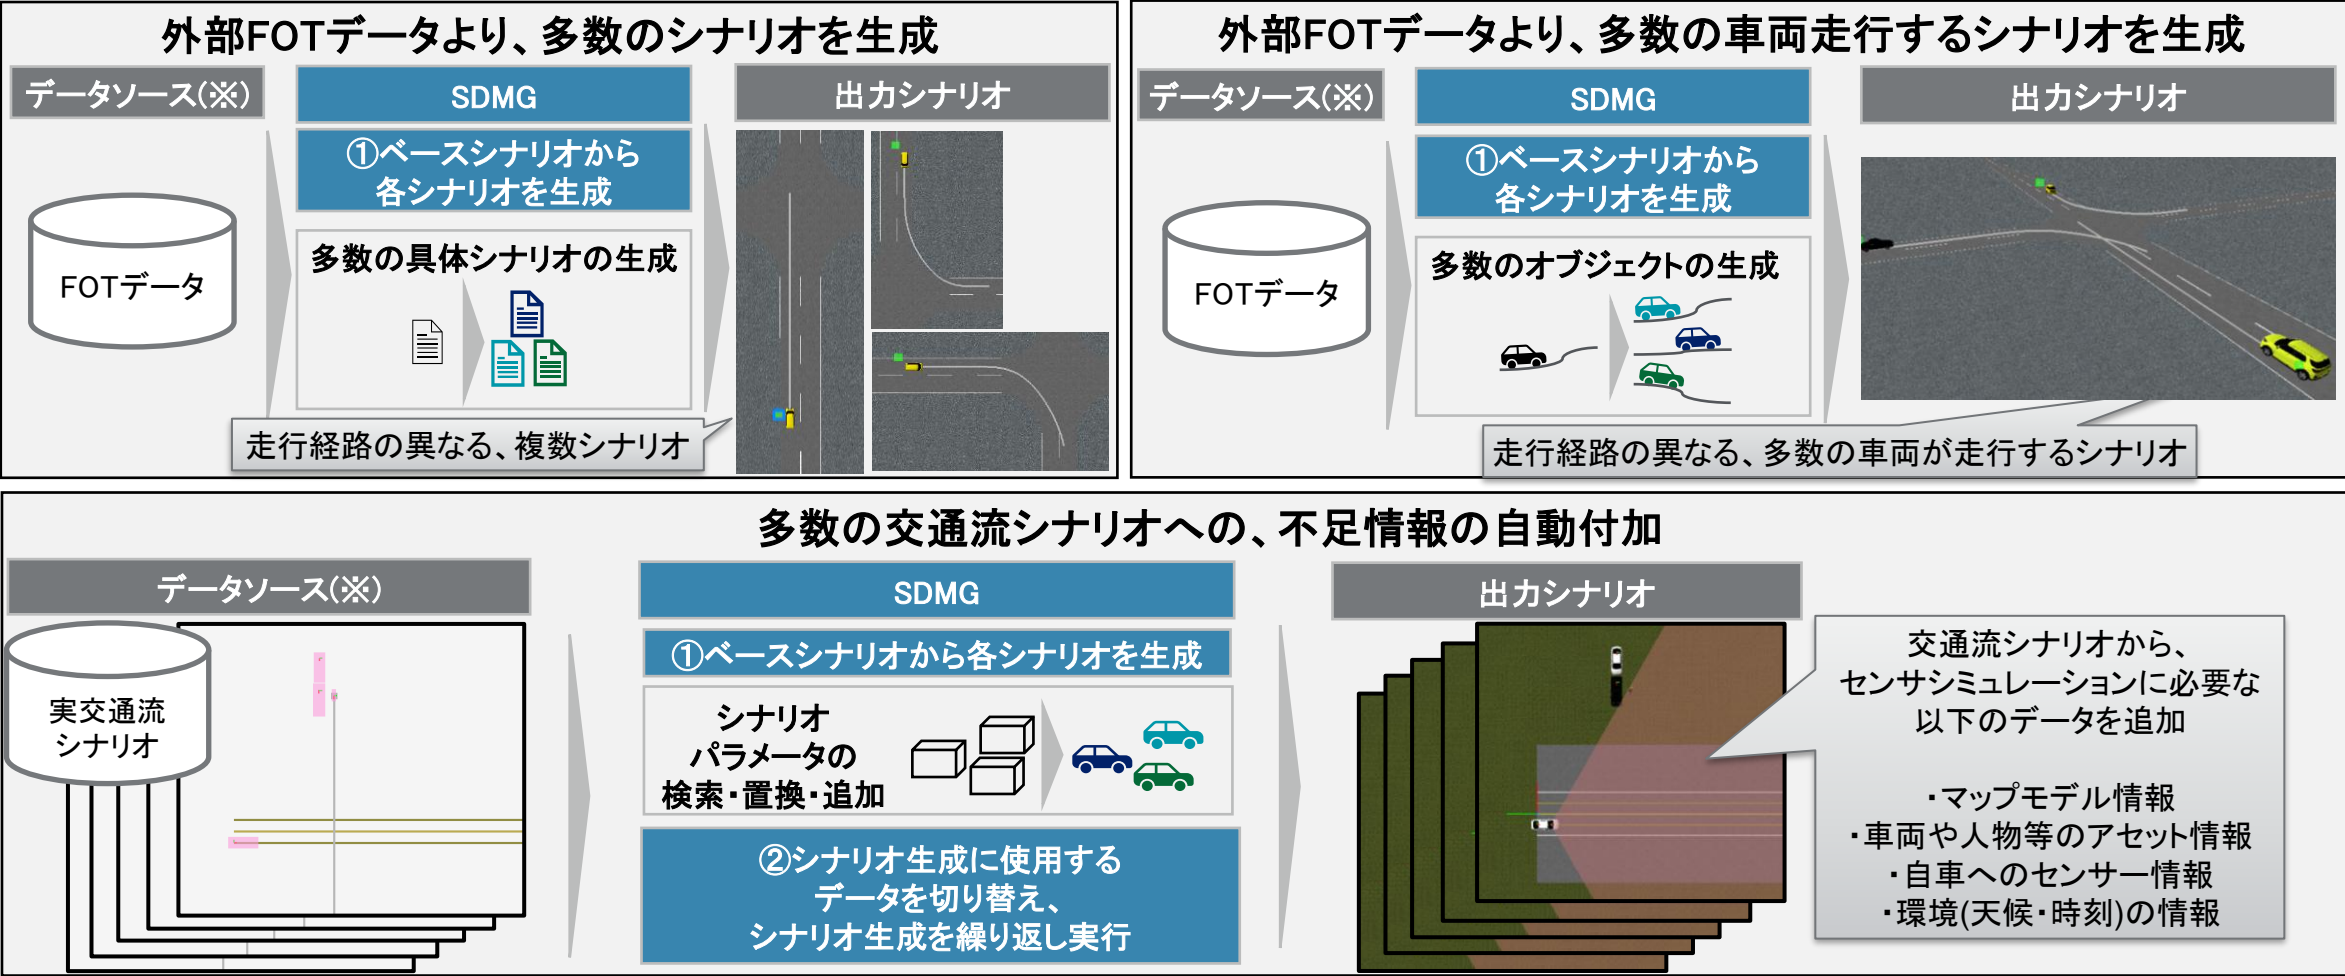 外部FOTデータより、多数のシナリオを生成
データソース(※)
SDMG
出力シナリオ
①ベースシナリオから
各シナリオを生成
FOTデータ
多数の具体シナリオの生成
走行経路の異なる、複数シナリオ
外部FOTデータより、多数の車両走行するシナリオを生成
データソース(※)
SDMG
出力シナリオ
①ベースシナリオから
各シナリオを生成
FOTデータ
多数のオブジェクトの生成
走行経路の異なる、多数の車両が走行するシナリオ
多数の交通流シナリオへの、不足情報の自動付加
データソース(※)
SDMG
出力シナリオ
実交通流
シナリオ
①ベースシナリオから各シナリオを生成
シナリオ
パラメータの
検索・置換・追加
②シナリオ生成に使用する
データを切り替え、
シナリオ生成を繰り返し実行
交通流シナリオから、
センサシミュレーションに必要な
以下のデータを追加
・マップモデル情報
・車両や人物等のアセット情報
・自車へのセンサー情報
・環境(天候・時刻)の情報